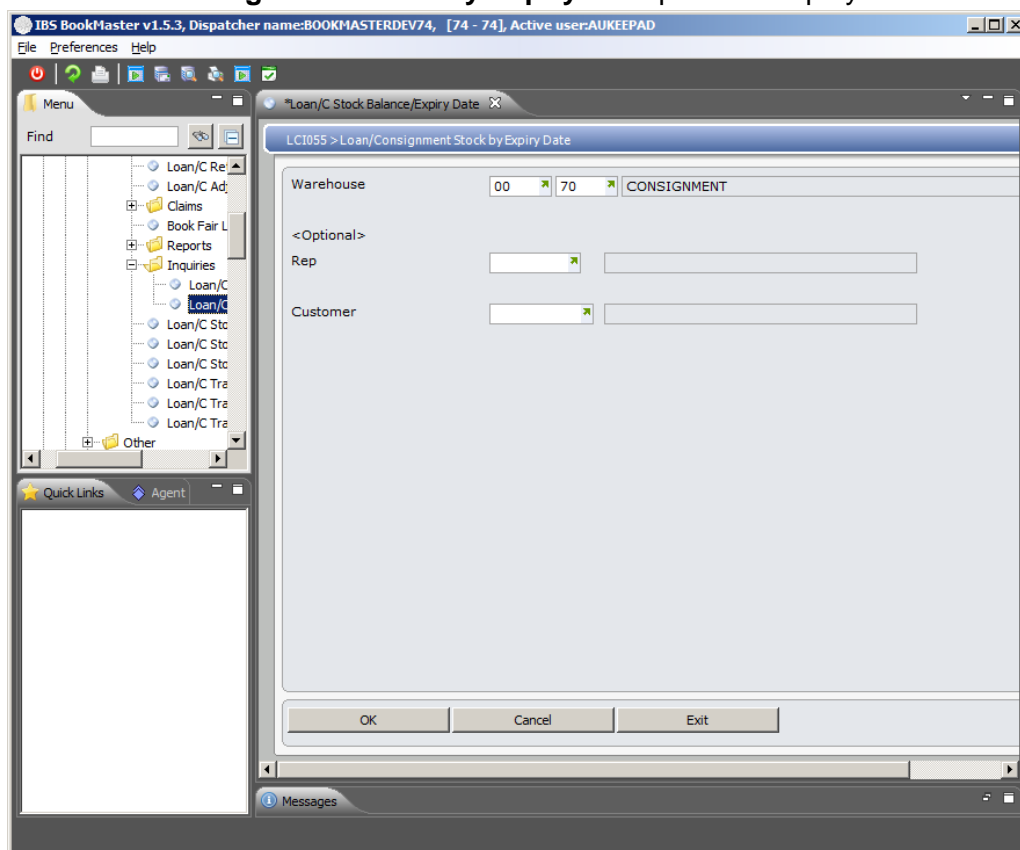 IBS BookMaster v1.5.3, Dispatcher name:BOOKMASTERDEV74, [74 - 74], Active user:AUKEEPAD
File Preferences Help
Menu
*Loan/C Stock Balance/Expiry Date
Find
LCI055 > Loan/Consignment Stock by Expiry Date
Loan/C Re
Loan/C Adj
Claims
Book Fair L
Reports
Inquiries
Loan/C
Loan/C
Loan/C Sto
Loan/C Sto
Loan/C Sto
Loan/C Tra
Loan/C Tra
Loan/C Tra
Other
Warehouse 00 70 CONSIGNMENT
<Optional>
Rep
Customer
OK Cancel Exit
Quick Links Agent
Messages